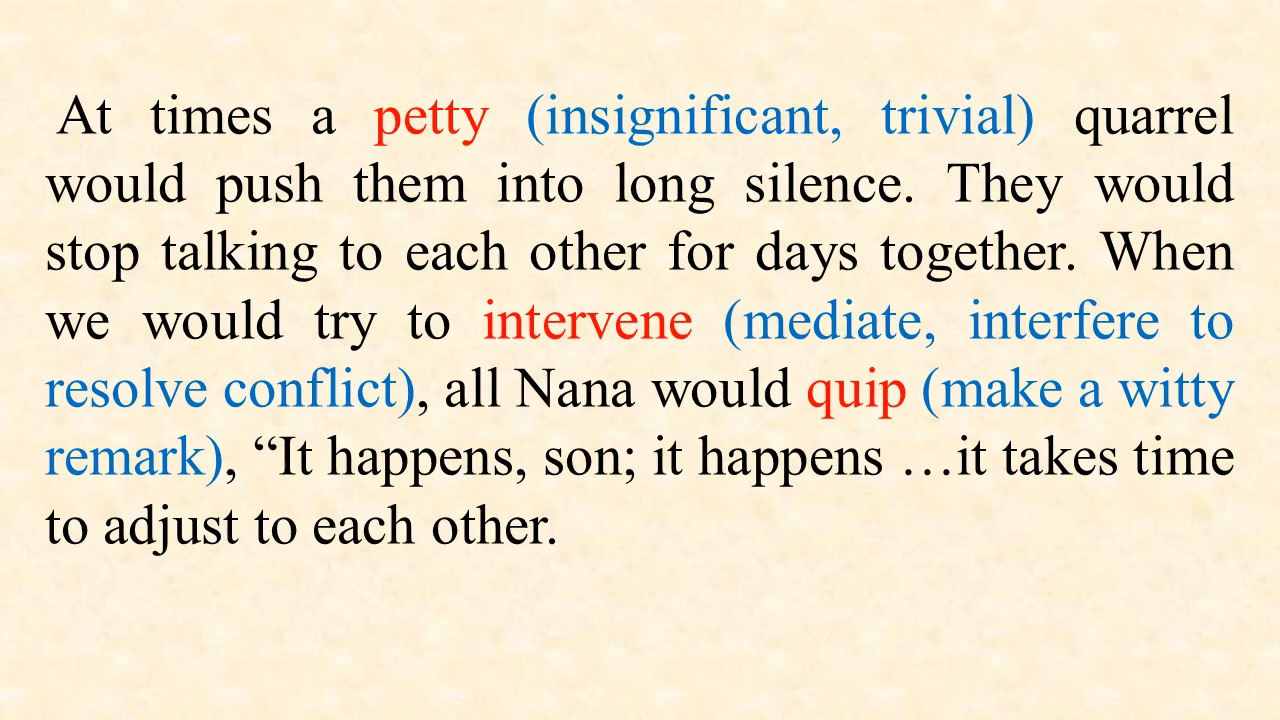 At times a petty (insignificant, trivial) quarrel
would push them into long silence. They would
stop talking to each other for days together. When
we would try to intervene (mediate, interfere to
resolve conflict), all Nana would quip (make a witty
remark), “It happens, son; it happens …it takes time
to adjust to each other.